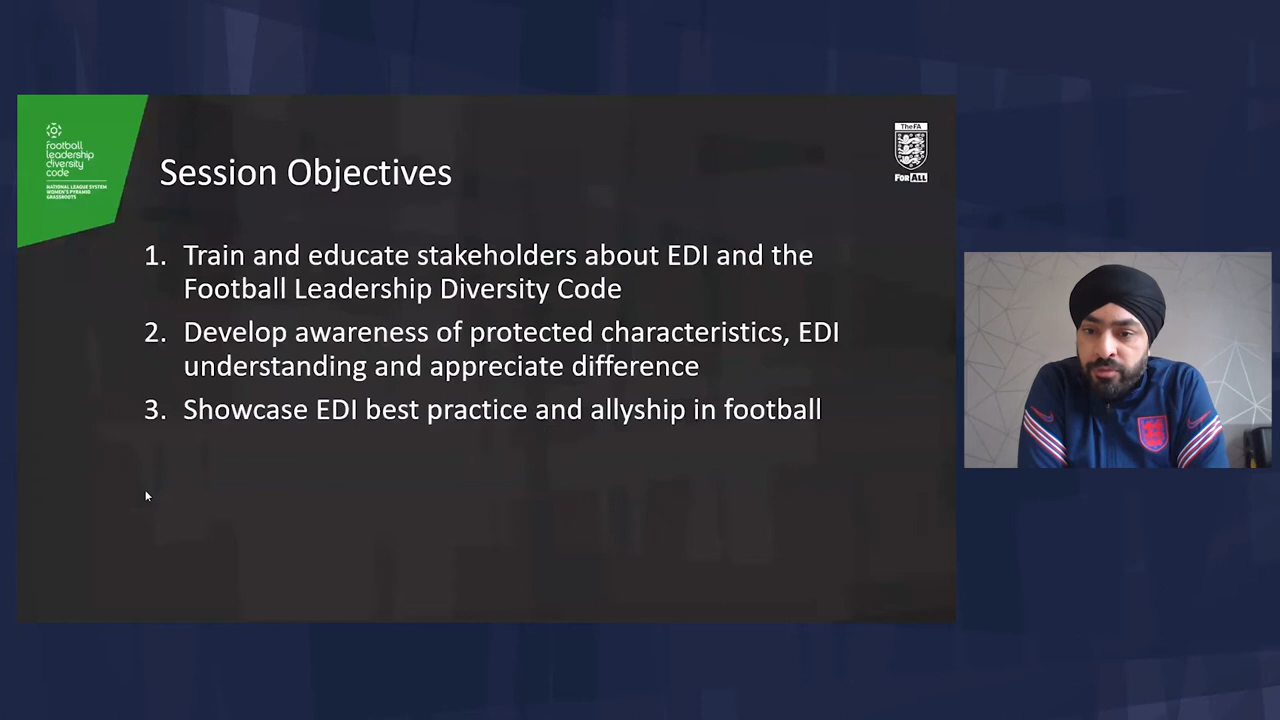 football
leadership
diversity
code
NATIONAL LEAGUE SYSTEM
WOMEN'S PYRAMID
GRASSROOTS
Session Objectives
TheFA
FOR ALL
1. Train and educate stakeholders about EDI and the
Football Leadership Diversity Code
2. Develop awareness of protected characteristics, EDI
understanding and appreciate difference
3. Showcase EDI best practice and allyship in football